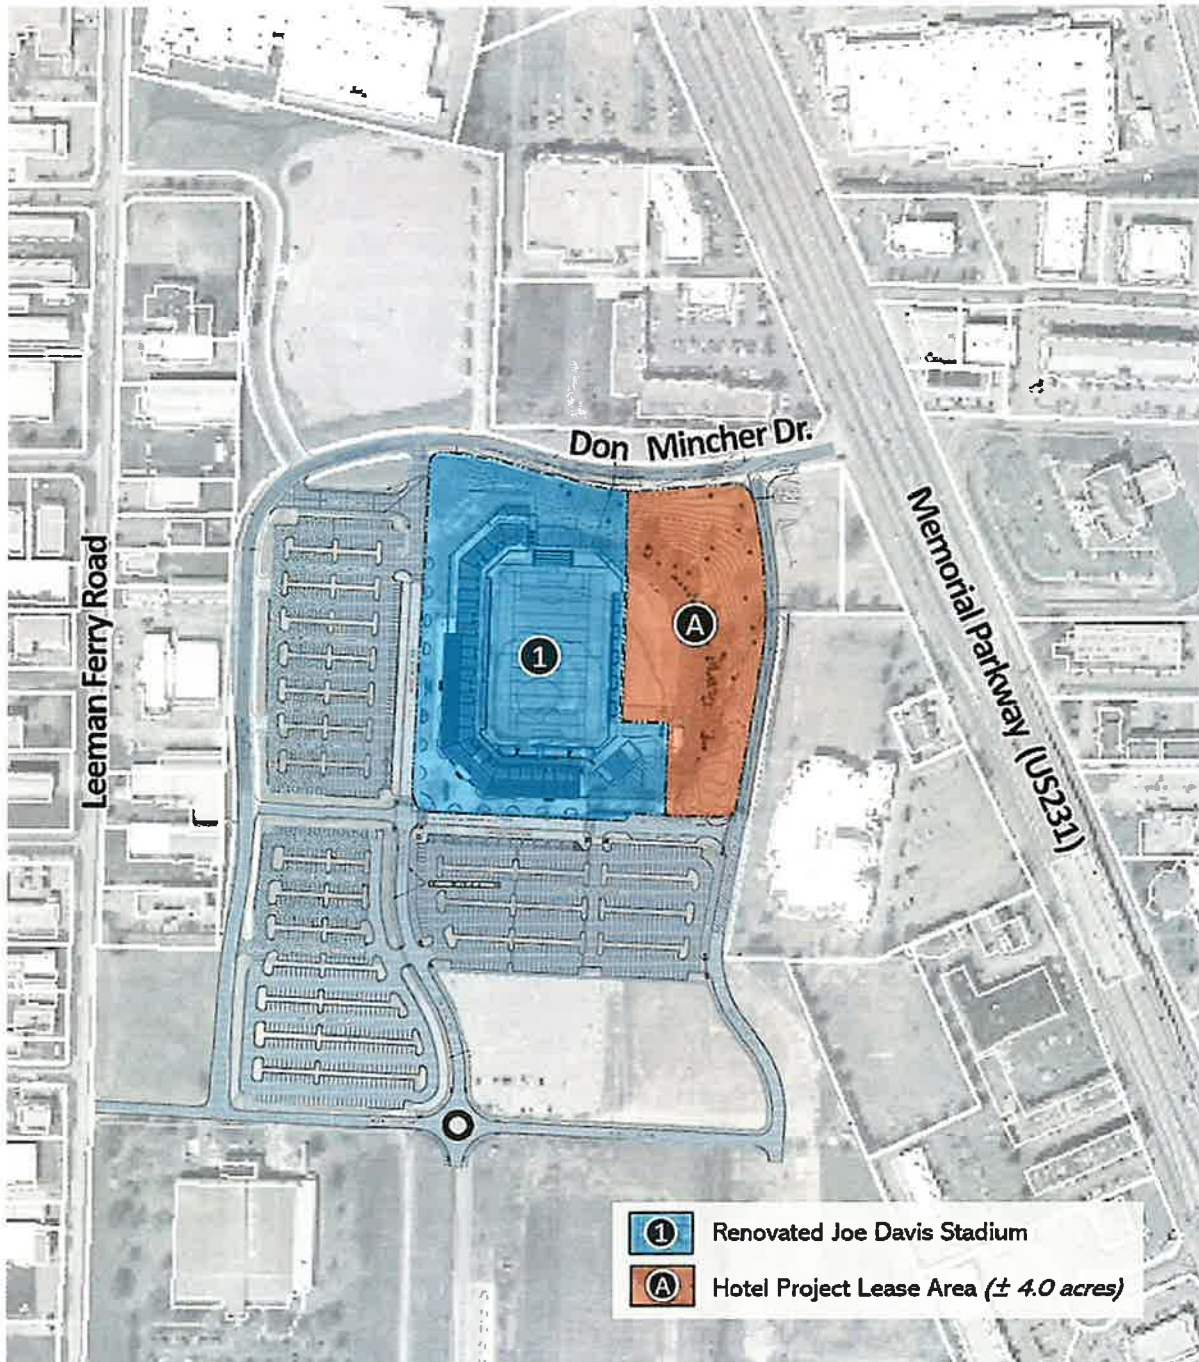 Don Mincher Dr.
Leeman Ferry Road
Memorial Parkway (US231)
1
A
1 Renovated Joe Davis Stadium
A Hotel Project Lease Area (± 4.0 acres)